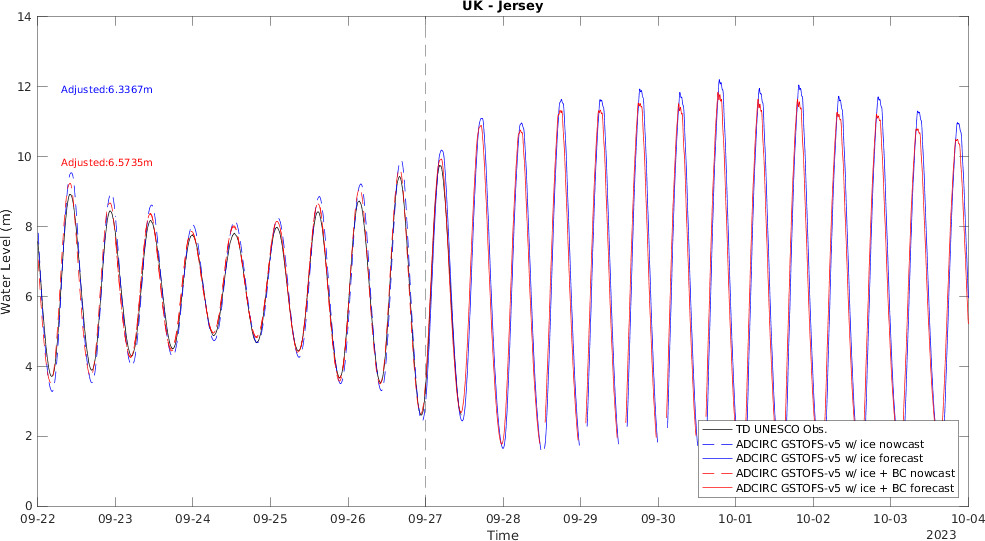 UK - Jersey
14
12
10
8
6
4
2
0
Water Level (m)
Adjusted:6.3367m
Adjusted:6.5735m
TD UNESCO Obs.
ADCIRC GSTOFS-v5 w/ ice nowcast
ADCIRC GSTOFS-v5 w/ ice forecast
ADCIRC GSTOFS-v5 w/ ice + BC nowcast
ADCIRC GSTOFS-v5 w/ ice + BC forecast
09-22 09-23 09-24 09-25 09-26 09-27 09-28 09-29 09-30 10-01 10-02 10-03 10-04
Time
2023